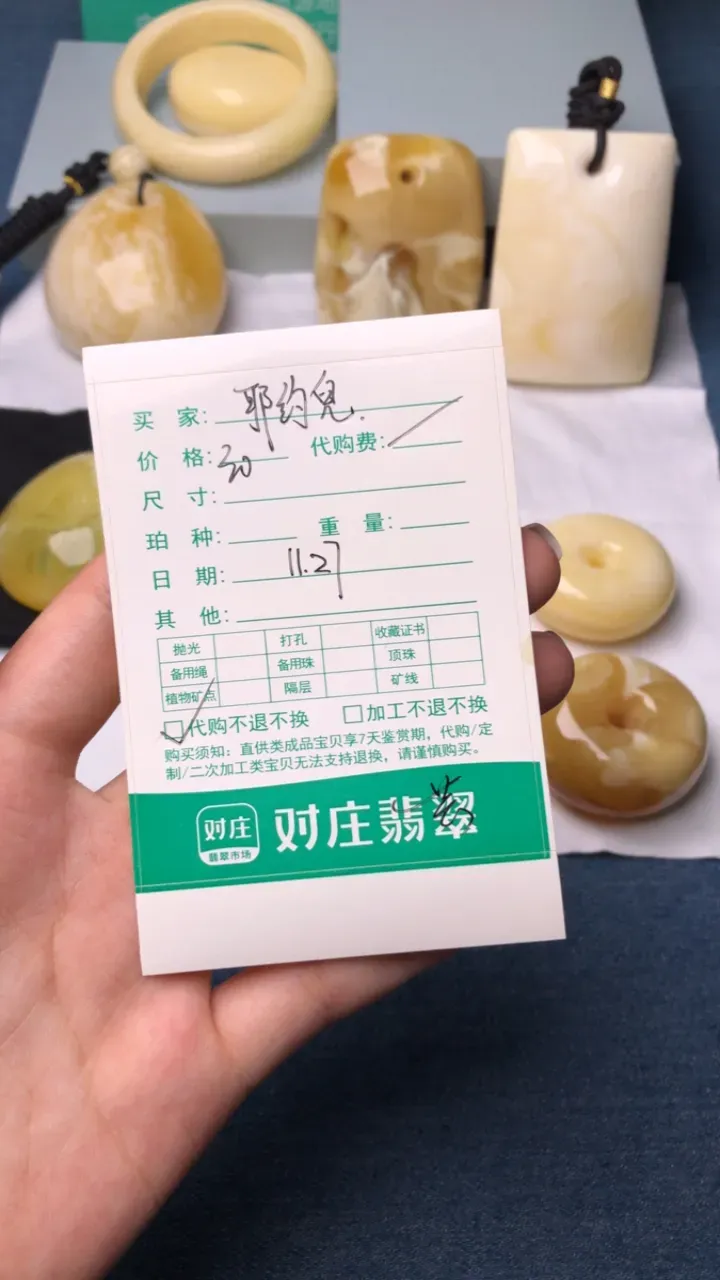 买 家: 耶约兒.
价 格: 30 代购费:
尺 寸:
珀 种: 重 量:
日 期: 11.27
其 他:
抛光 打孔 收藏证书
备用绳 备用珠 顶珠
植物矿点 隔层 矿线
代购不退不换 加工不退不换
购买须知：直供类成品宝贝享7天鉴赏期，代购/定
制/二次加工类宝贝无法支持退换，请谨慎购买。
对庄 对庄翡翠
翡翠市场